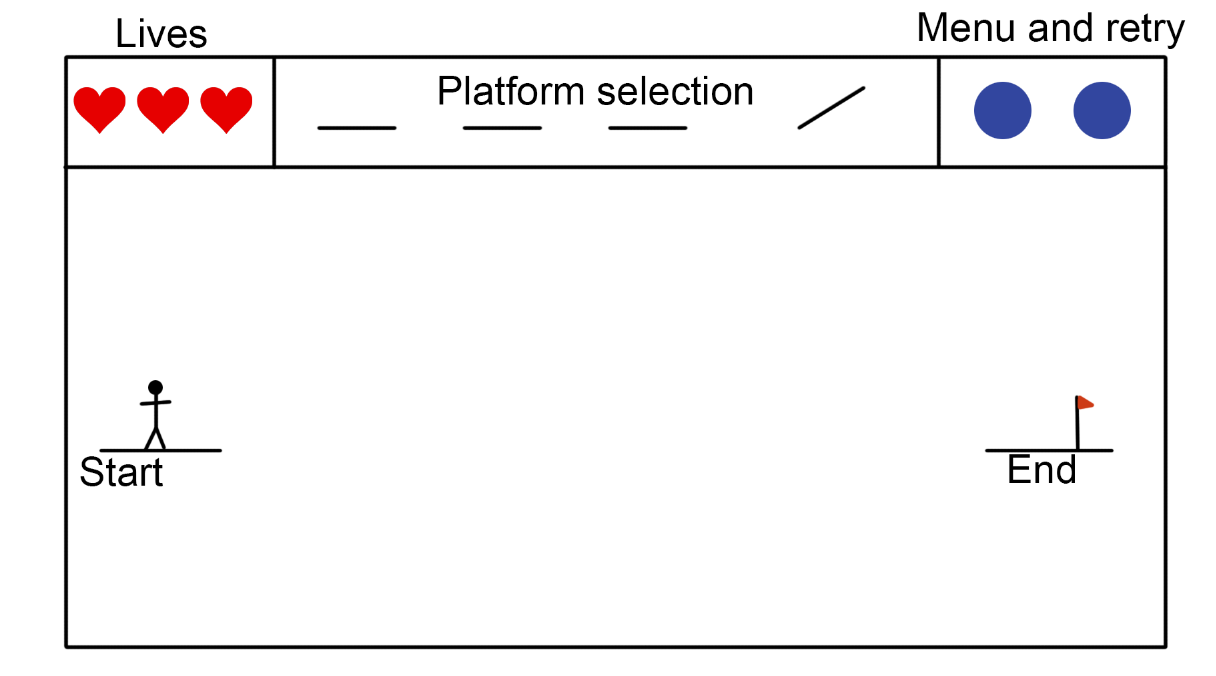 Lives
Menu and retry
Platform selection
Start
End